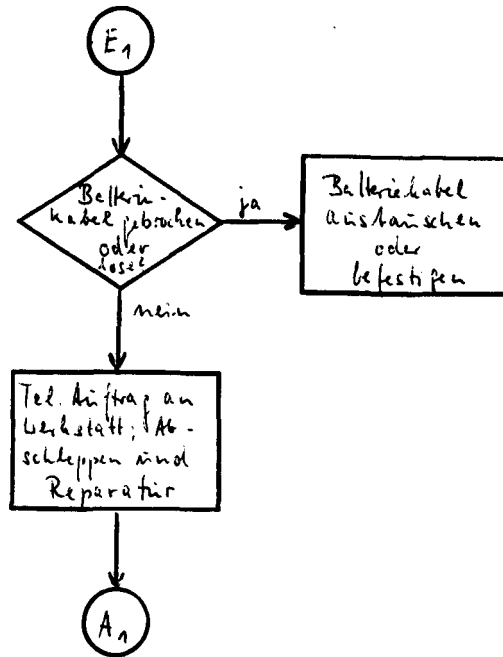 E1
Batterie-
kabel gebrochen
oder
lose?
ja
Batteriekabel
austauschen
oder
befestigen
nein
Tel. Auftrag an
Werkstatt; Ab-
schleppen und
Reparatur
A1